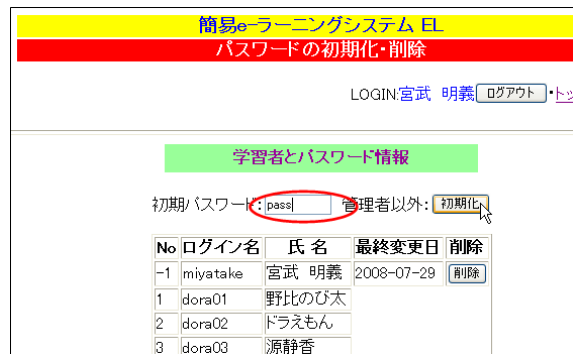 簡易e-ラーニングシステム EL
パスワードの初期化・削除
LOGIN:宮武 明義 ログアウト・トッ
学習者とパスワード情報
初期パスワード: pass 管理者以外: 初期化
No ログイン名 氏 名 最終変更日 削除
-1 miyatake 宮武 明義 2008-07-29 削除
1 dora01 野比のび太
2 dora02 ドラえもん
3 dora03 源静香